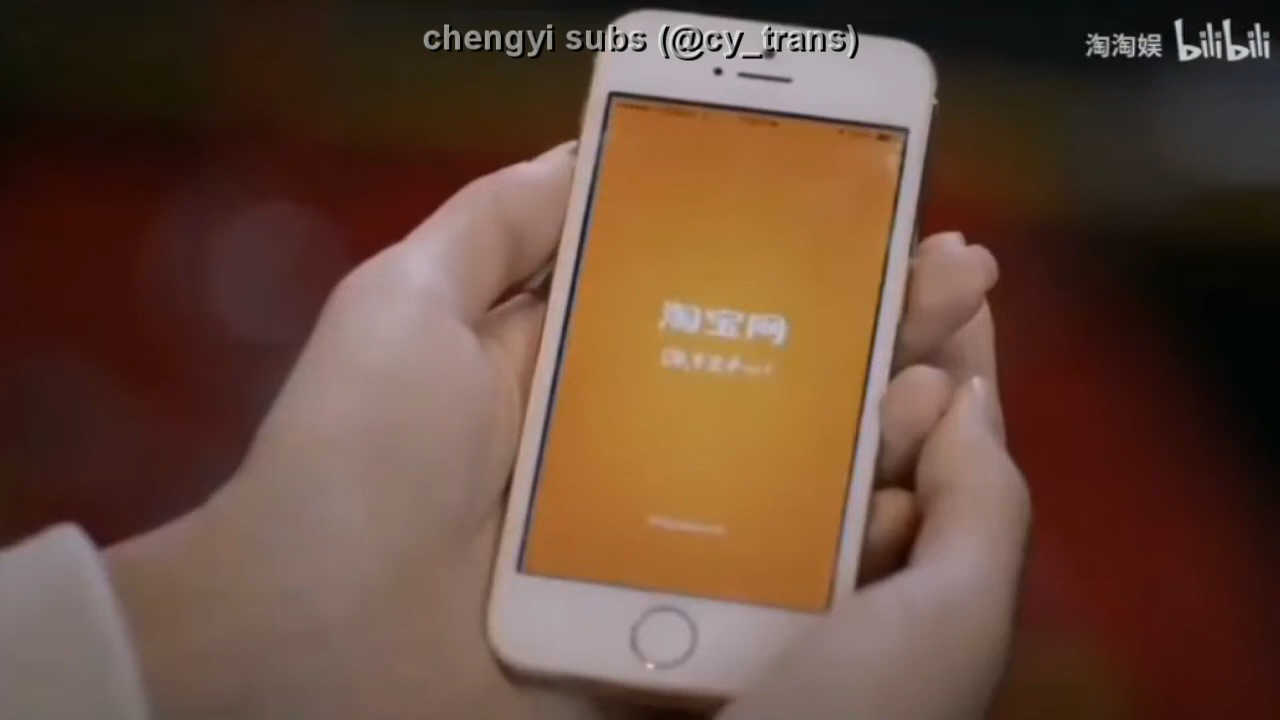 chengyi subs (@cy_trans)
淘淘娱 bilibili
淘宝网